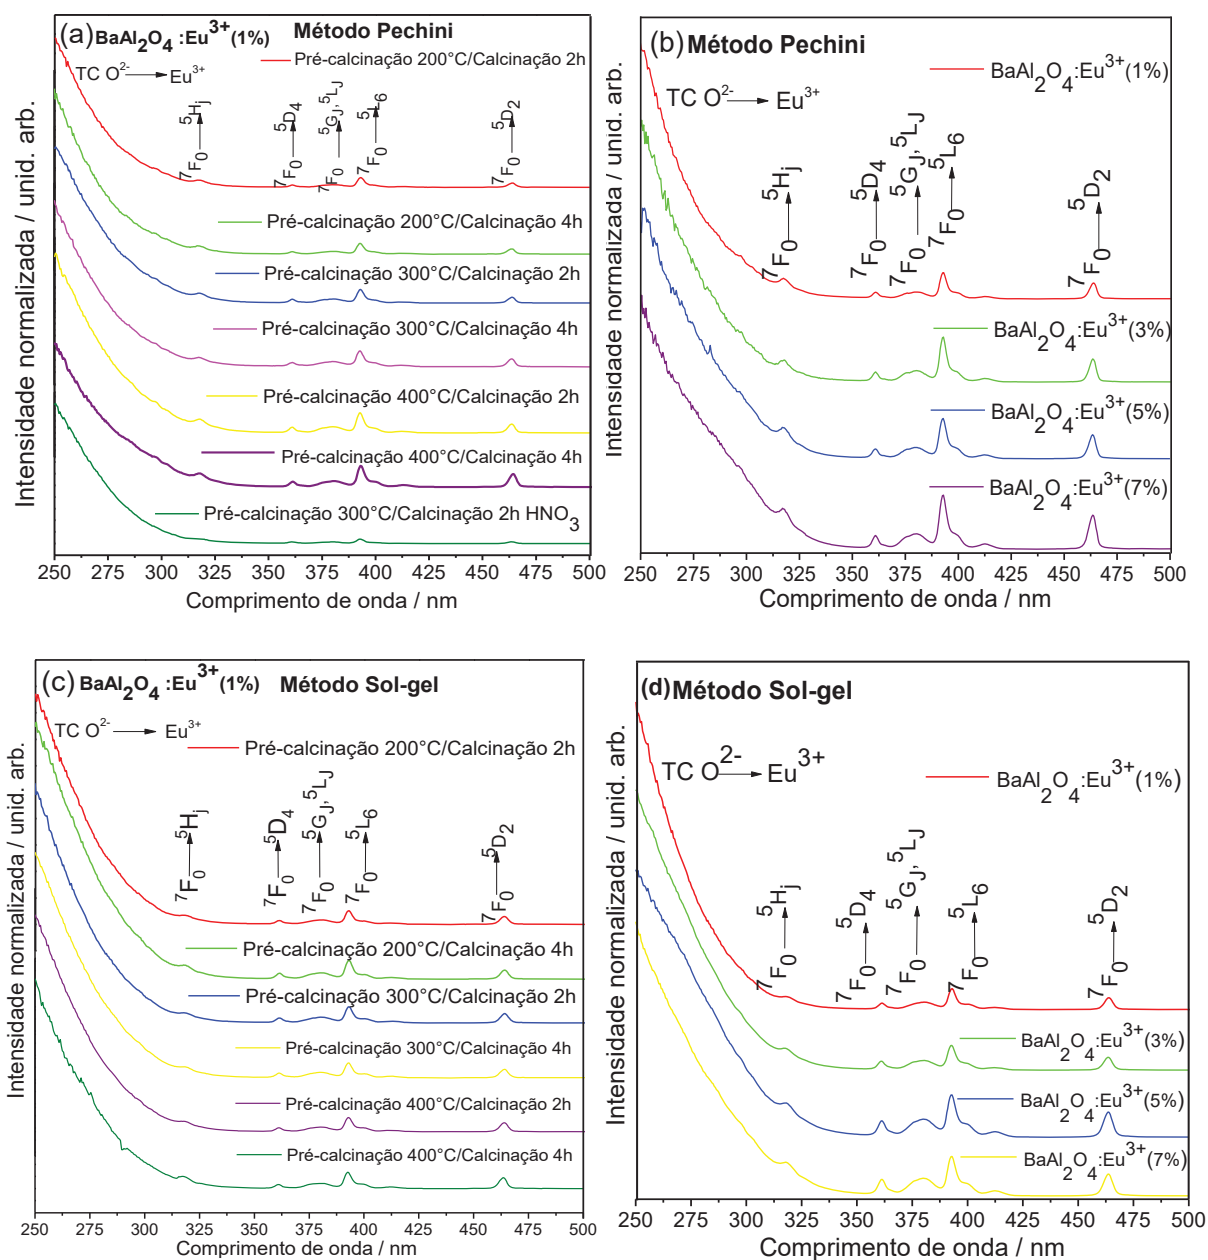 (a) BaAl2O4 :Eu3+ (1%) Método Pechini
Pré-calcinação 200°C/Calcinação 2h
TC O2- → Eu3+
7F0 → 5Hj
7F0 → 5D4
7F0 → 5GJ, 5LJ
7F0 → 5L6
7F0 → 5D2
Pré-calcinação 200°C/Calcinação 4h
Pré-calcinação 300°C/Calcinação 2h
Pré-calcinação 300°C/Calcinação 4h
Pré-calcinação 400°C/Calcinação 2h
Pré-calcinação 400°C/Calcinação 4h
Pré-calcinação 300°C/Calcinação 2h HNO3
Intensidade normalizada / unid. arb.
250 275 300 325 350 375 400 425 450 475 500
Comprimento de onda / nm
(b) Método Pechini
BaAl2O4:Eu3+(1%)
TC O2- → Eu3+
7F0 → 5Hj
7F0 → 5D4
7F0 → 5GJ, 5LJ
7F0 → 5L6
7F0 → 5D2
BaAl2O4:Eu3+(3%)
BaAl2O4:Eu3+(5%)
BaAl2O4:Eu3+(7%)
Intensidade normalizada / unid. arb.
250 275 300 325 350 375 400 425 450 475 500
Comprimento de onda / nm
(c) BaAl2O4 :Eu3+ (1%) Método Sol-gel
TC O2- → Eu3+
Pré-calcinação 200°C/Calcinação 2h
7F0 → 5Hj
7F0 → 5D4
7F0 → 5GJ, 5LJ
7F0 → 5L6
7F0 → 5D2
Pré-calcinação 200°C/Calcinação 4h
Pré-calcinação 300°C/Calcinação 2h
Pré-calcinação 300°C/Calcinação 4h
Pré-calcinação 400°C/Calcinação 2h
Pré-calcinação 400°C/Calcinação 4h
Intensidade normalizada / unid. arb.
250 275 300 325 350 375 400 425 450 475 500
Comprimento de onda / nm
(d) Método Sol-gel
TC O2- → Eu3+
BaAl2O4:Eu3+(1%)
7F0 → 5Hj
7F0 → 5D4
7F0 → 5GJ, 5LJ
7F0 → 5L6
7F0 → 5D2
BaAl2O4:Eu3+(3%)
BaAl2O4:Eu3+(5%)
BaAl2O4:Eu3+(7%)
Intensidade normalizada / unid. arb.
250 275 300 325 350 375 400 425 450 475 500
Comprimento de onda / nm